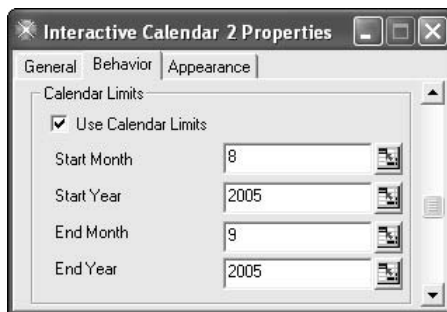 Interactive Calendar 2 Properties
General Behavior Appearance
Calendar Limits
Use Calendar Limits
Start Month 8
Start Year 2005
End Month 9
End Year 2005